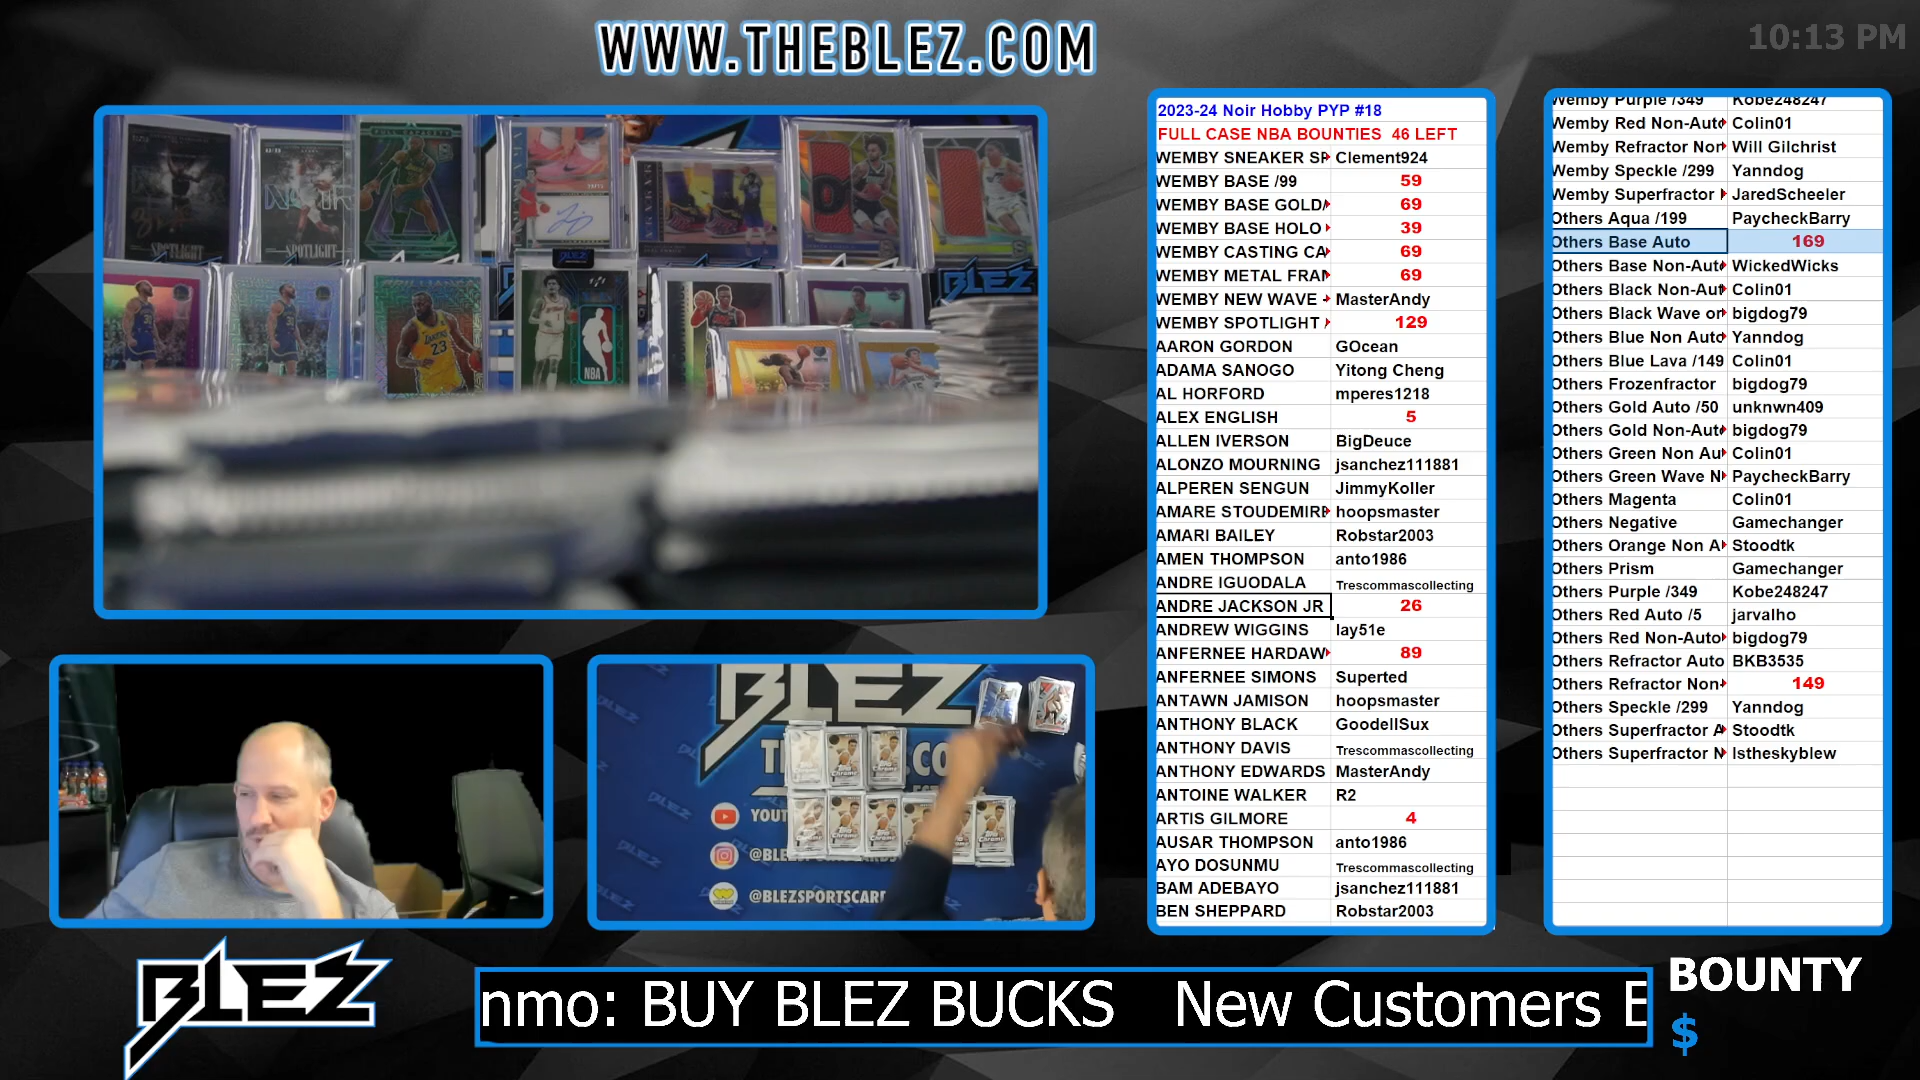 WWW.THEBLEZ.COM
10:13 PM
2023-24 Noir Hobby PYP #18
FULL CASE NBA BOUNTIES 46 LEFT
WEMBY SNEAKER SP Clement924
WEMBY BASE /99 59
WEMBY BASE GOLD/ 69
WEMBY BASE HOLO 39
WEMBY CASTING CA 69
WEMBY METAL FRAM 69
WEMBY NEW WAVE - MasterAndy
WEMBY SPOTLIGHT 129
AARON GORDON GOcean
ADAMA SANOGO Yitong Cheng
AL HORFORD mperes1218
ALEX ENGLISH 5
ALLEN IVERSON BigDeuce
ALONZO MOURNING jsanchez111881
ALPEREN SENGUN JimmyKoller
AMARE STOUDEMIRE hoopsmaster
AMARI BAILEY Robstar2003
AMEN THOMPSON anto1986
ANDRE IGUODALA Trescommascollecting
ANDRE JACKSON JR 26
ANDREW WIGGINS lay51e
ANFERNEE HARDAW 89
ANFERNEE SIMONS Superted
ANTAWN JAMISON hoopsmaster
ANTHONY BLACK GoodellSux
ANTHONY DAVIS Trescommascollecting
ANTHONY EDWARDS MasterAndy
ANTOINE WALKER R2
ARTIS GILMORE 4
AUSAR THOMPSON anto1986
AYO DOSUNMU Trescommascollecting
BAM ADEBAYO jsanchez111881
BEN SHEPPARD Robstar2003
Wemby Purple /349 Kobe248247
Wemby Red Non-Auto Colin01
Wemby Refractor Nor Will Gilchrist
Wemby Speckle /299 Yanndog
Wemby Superfractor JaredScheeler
Others Aqua /199 PaycheckBarry
Others Base Auto 169
Others Base Non-Aut WickedWicks
Others Black Non-Aut Colin01
Others Black Wave or bigdog79
Others Blue Non Auto Yanndog
Others Blue Lava /149 Colin01
Others Frozenfractor bigdog79
Others Gold Auto /50 unknwn409
Others Gold Non-Aut bigdog79
Others Green Non Au Colin01
Others Green Wave N PaycheckBarry
Others Magenta Colin01
Others Negative Gamechanger
Others Orange Non A Stoodtk
Others Prism Gamechanger
Others Purple /349 Kobe248247
Others Red Auto /5 jarvalho
Others Red Non-Auto bigdog79
Others Refractor Auto BKB3535
Others Refractor Non- 149
Others Speckle /299 Yanndog
Others Superfractor A Stoodtk
Others Superfractor N Istheskyblew
SPOTLIGHT
SPOTLIGHT
BLEZ
LAKERS
23
NBA
BLEZ
YOUT
@BLE
@BLEZSPORTSCAR
BLEZ
nmo: BUY BLEZ BUCKS New Customers E
BOUNTY
$